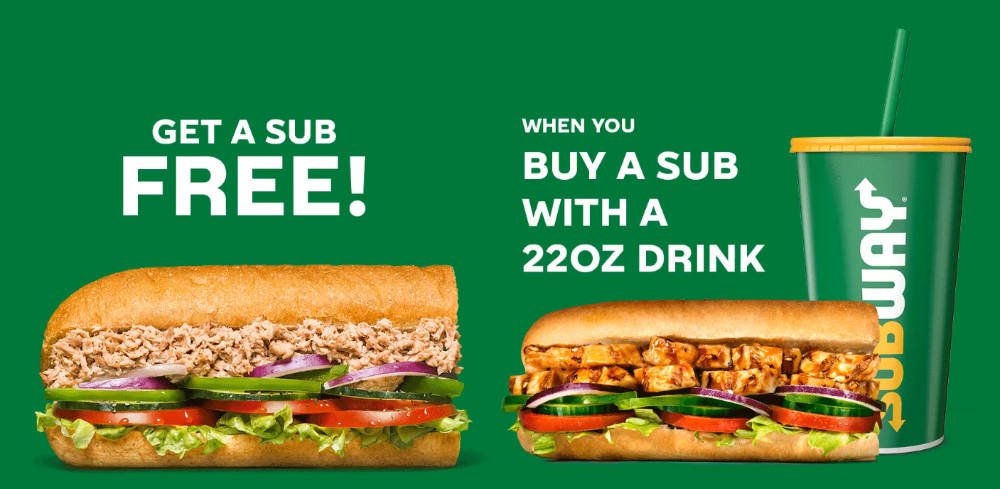 GET A SUB
FREE!
WHEN YOU
BUY A SUB
WITH A
22OZ DRINK
SUBWAY®